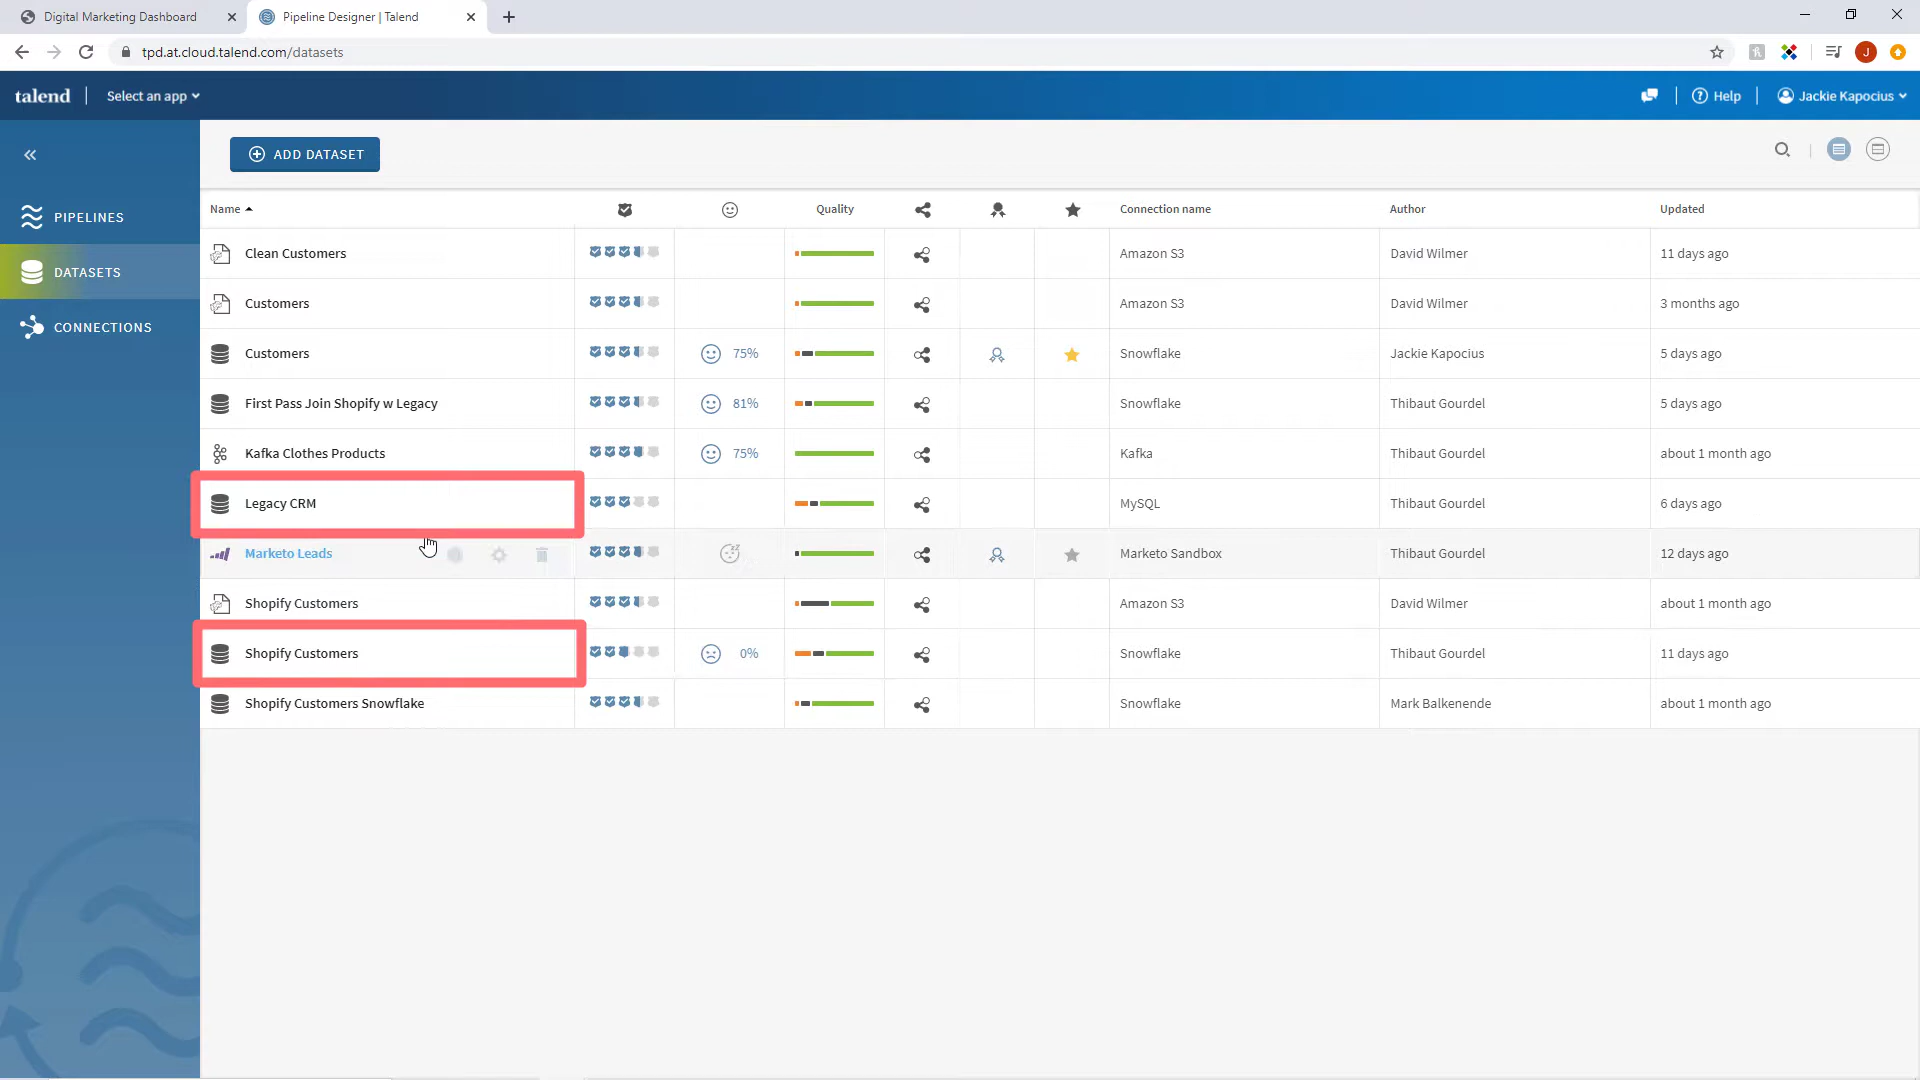 Digital Marketing Dashboard
Pipeline Designer | Talend
tpd.at.cloud.talend.com/datasets
J
talend
Select an app
Help
Jackie Kapocius
ADD DATASET
PIPELINES
DATASETS
CONNECTIONS
Name Quality Connection name Author Updated
Clean Customers Amazon S3 David Wilmer 11 days ago
Customers Amazon S3 David Wilmer 3 months ago
Customers 75% Snowflake Jackie Kapocius 5 days ago
First Pass Join Shopify w Legacy 81% Snowflake Thibaut Gourdel 5 days ago
Kafka Clothes Products 75% Kafka Thibaut Gourdel about 1 month ago
Legacy CRM MySQL Thibaut Gourdel 6 days ago
Marketo Leads Marketo Sandbox Thibaut Gourdel 12 days ago
Shopify Customers Amazon S3 David Wilmer about 1 month ago
Shopify Customers 0% Snowflake Thibaut Gourdel 11 days ago
Shopify Customers Snowflake Snowflake Mark Balkenende about 1 month ago